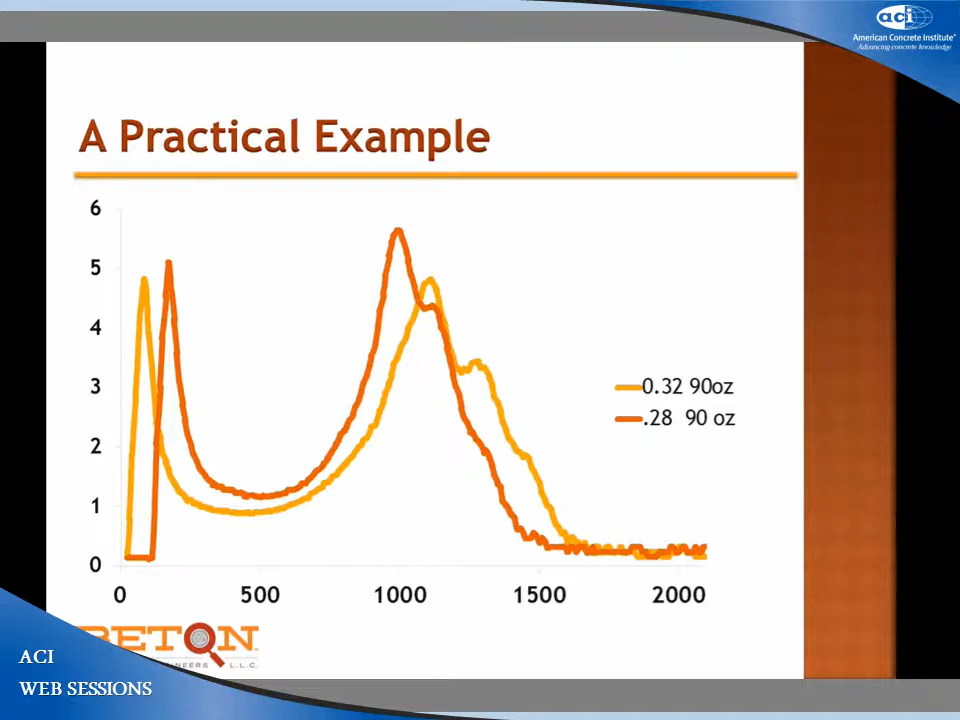 aci
American Concrete Institute®
Advancing concrete knowledge
A Practical Example
6
5
4
3
2
1
0
0 500 1000 1500 2000
0.32 90oz
.28 90 oz
BETON
L.L.C.
ACI
WEB SESSIONS